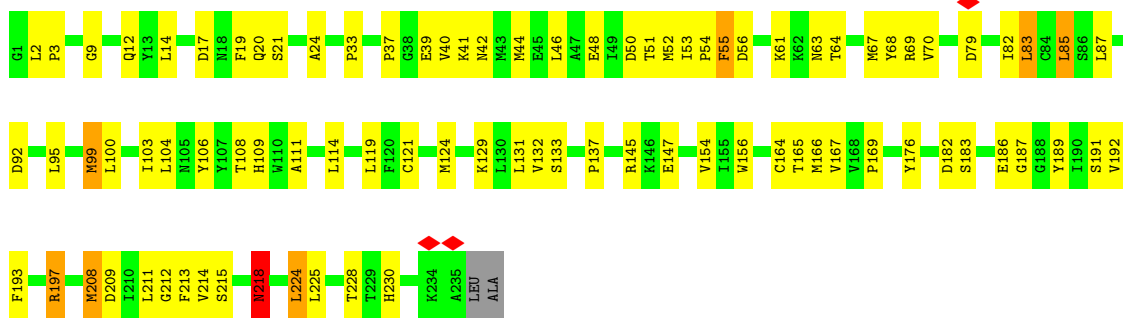 G1 L2 P3 G9 Q12 Y13 L14 D17 N18 F19 Q20 S21 A24 P33 P37 G38 E39 V40 K41 N42 M43 M44 E45 L46 A47 E48 I49 D50 T51 M52 I53 P54 F55 D56 K61 K62 N63 T64 M67 Y68 R69 V70 D79 I82 L83 C84 L85 S86 L87
D92 L95 M99 L100 I103 L104 N105 Y106 Y107 T108 H109 W110 A111 L114 L119 F120 C121 M124 K129 L130 L131 V132 S133 P137 R145 K146 E147 V154 I155 W156 C164 T165 M166 V167 V168 P169 Y176 D182 S183 E186 G187 G188 Y189 I190 S191 V192
F193 R197 M208 D209 I210 L211 G212 F213 V214 S215 N218 L224 L225 T228 T229 H230 K234 A235 LEU ALA